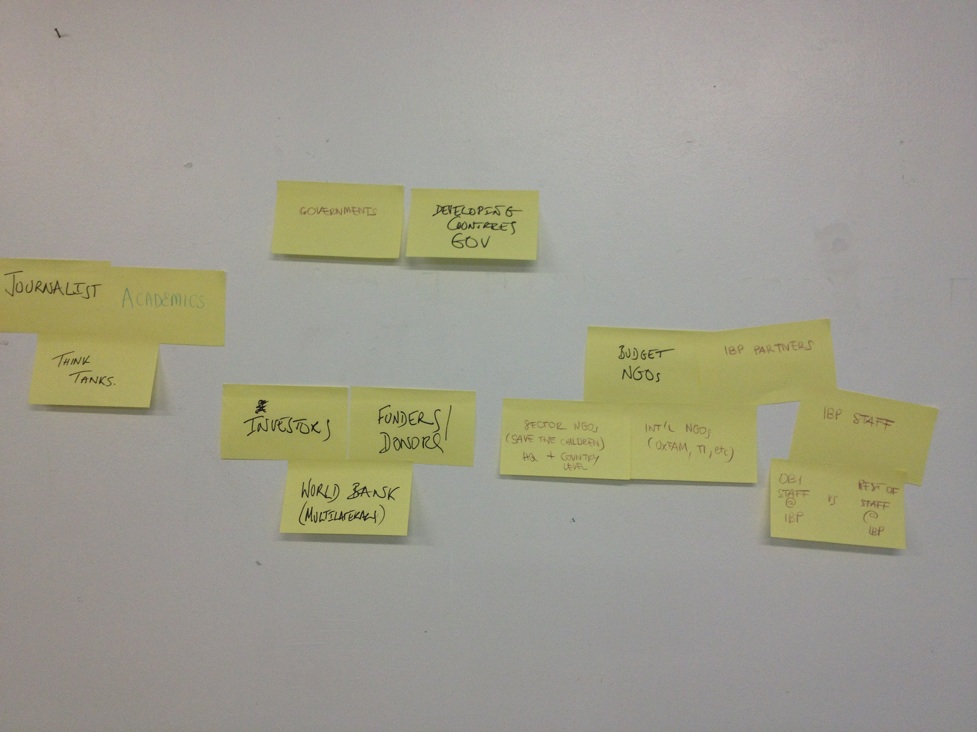 GOVERNMENTS
DEVELOPING
COUNTRIES
GOV
JOURNALIST
ACADEMICS
THINK
TANKS.
INVESTORS
FUNDERS/
DONORS
WORLD BANK
(MULTILATERALS)
BUDGET
NGOs
IBP PARTNERS
SECTOR NGOs
(SAVE THE CHILDREN)
HQ + COUNTRY
LEVEL
INT'L NGOs
(OXFAM, TI, etc)
IBP STAFF
OBI
STAFF
@
IBP
vs
REST OF
STAFF
@
IBP